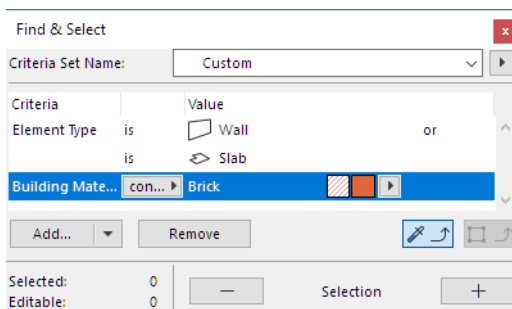 Find & Select
x
Criteria Set Name: Custom
Criteria Value
Element Type is Wall or
is Slab
Building Mate... con... Brick
Add... Remove
Selected: 0
Editable: 0
Selection